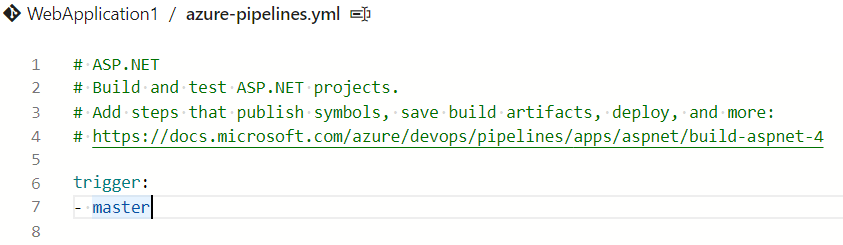 WebApplication1 / azure-pipelines.yml
1 # ASP.NET
2 # Build and test ASP.NET projects.
3 # Add steps that publish symbols, save build artifacts, deploy, and more:
4 # https://docs.microsoft.com/azure/devops/pipelines/apps/aspnet/build-aspnet-4
5
6 trigger:
7 - master
8